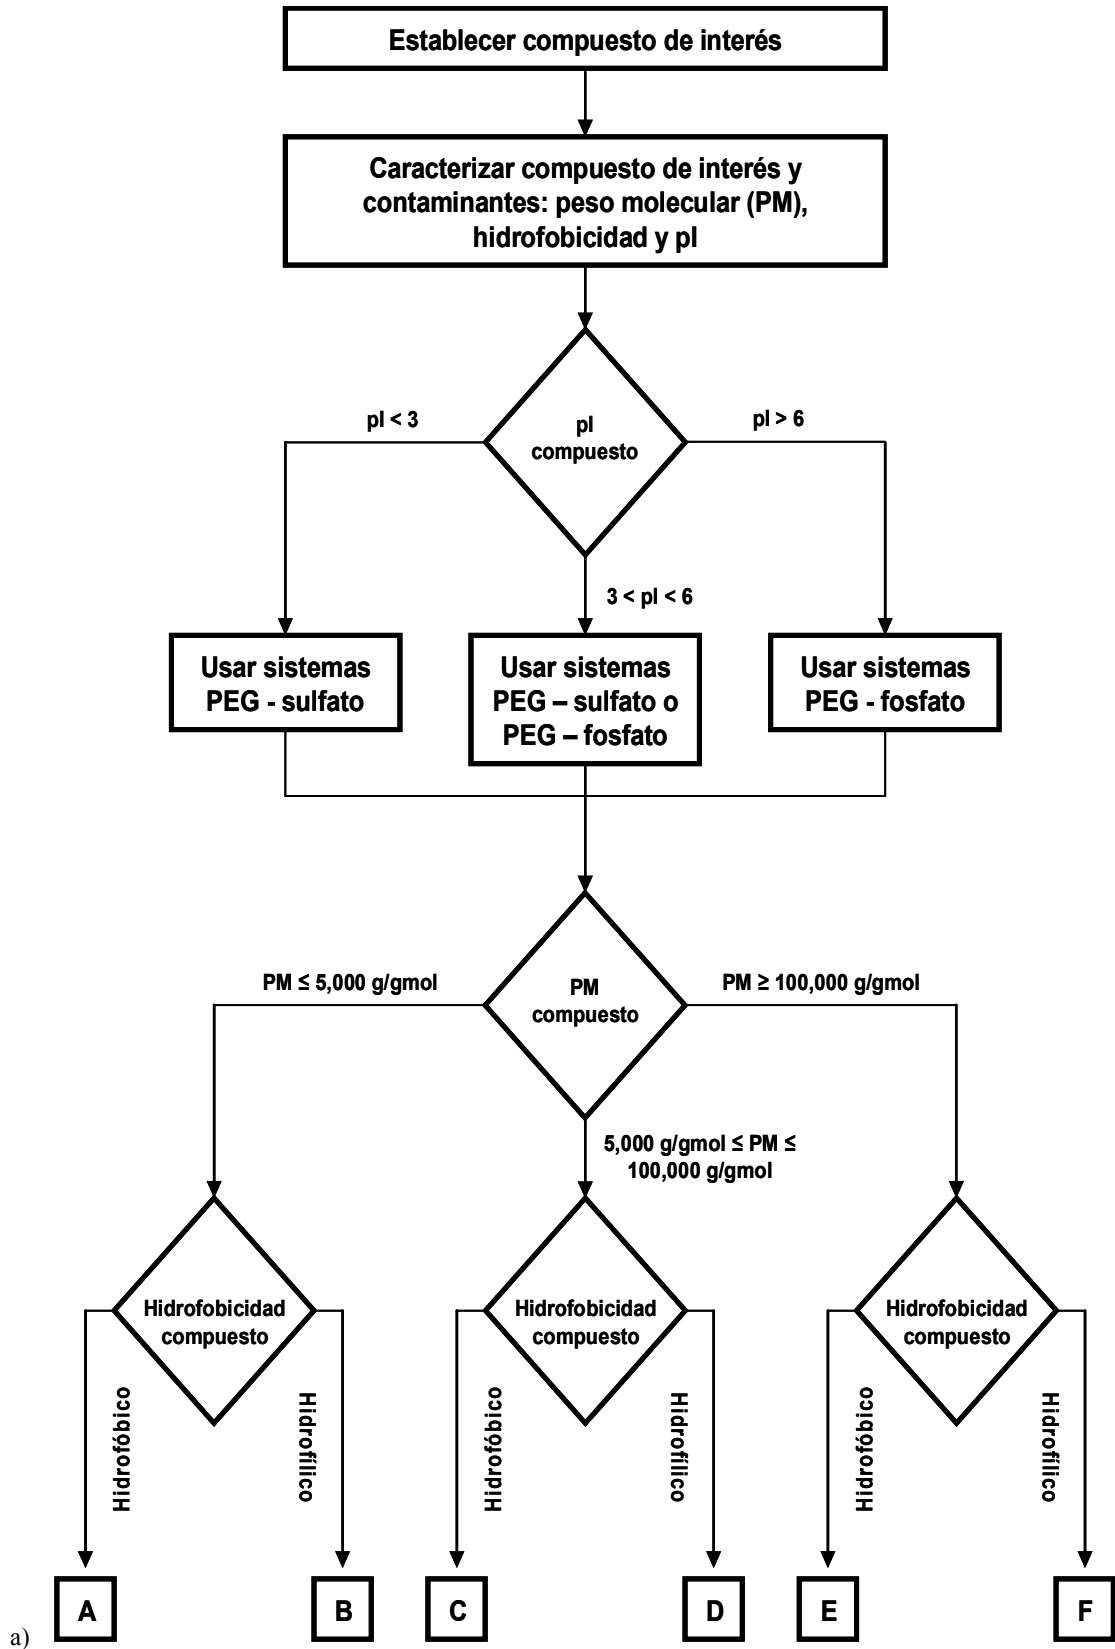 Establecer compuesto de interés
Caracterizar compuesto de interés y
contaminantes: peso molecular (PM),
hidrofobicidad y pI
pI
compuesto
pI < 3
pI > 6
3 < pI < 6
Usar sistemas
PEG - sulfato
Usar sistemas
PEG – sulfato o
PEG – fosfato
Usar sistemas
PEG - fosfato
PM
compuesto
PM ≤ 5,000 g/gmol
PM ≥ 100,000 g/gmol
5,000 g/gmol ≤ PM ≤
100,000 g/gmol
Hidrofobicidad
compuesto
Hidrofobicidad
compuesto
Hidrofobicidad
compuesto
Hidrofóbico
Hidrofílico
Hidrofóbico
Hidrofílico
Hidrofóbico
Hidrofílico
A
B
C
D
E
F
a)